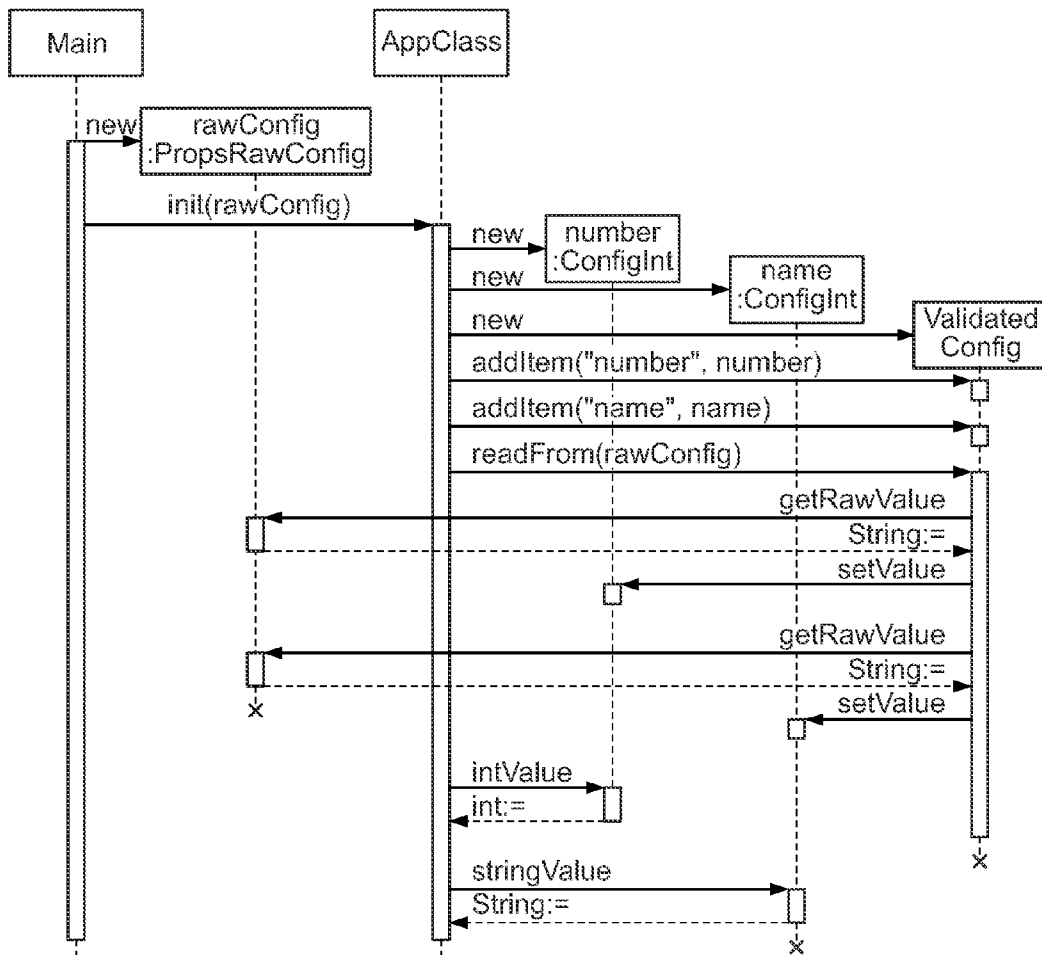 Main
AppClass
new
rawConfig
:PropsRawConfig
init(rawConfig)
new
number
:ConfigInt
new
name
:ConfigInt
new
Validated
Config
addItem("number", number)
addItem("name", name)
readFrom(rawConfig)
getRawValue
String:=
setValue
getRawValue
String:=
setValue
intValue
int:=
stringValue
String:=